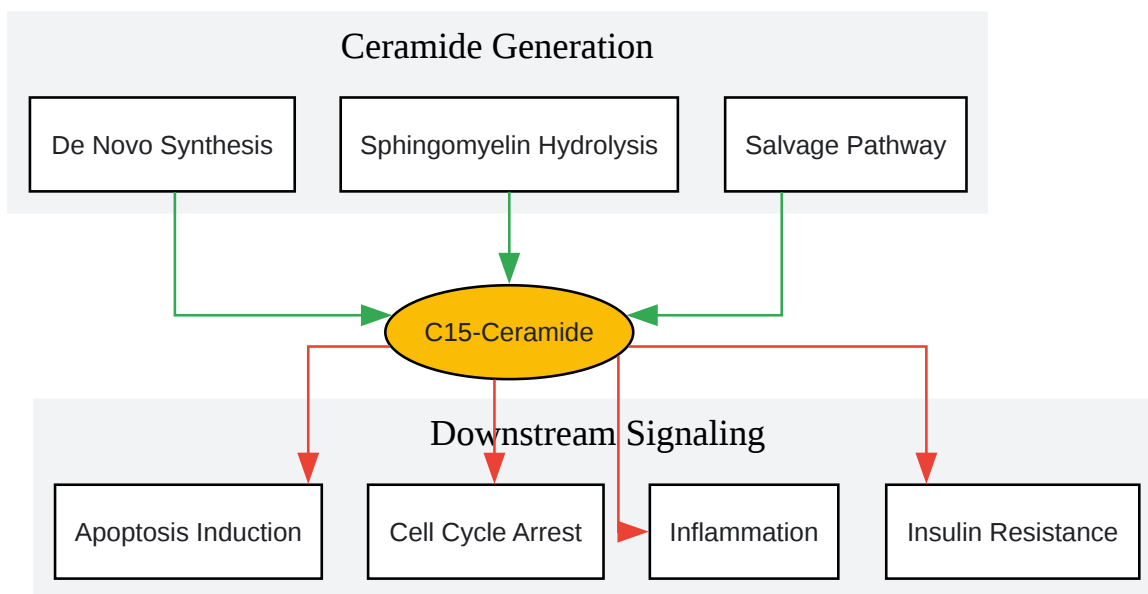 Ceramide Generation
De Novo Synthesis
Sphingomyelin Hydrolysis
Salvage Pathway
C15-Ceramide
Downstream Signaling
Apoptosis Induction
Cell Cycle Arrest
Inflammation
Insulin Resistance